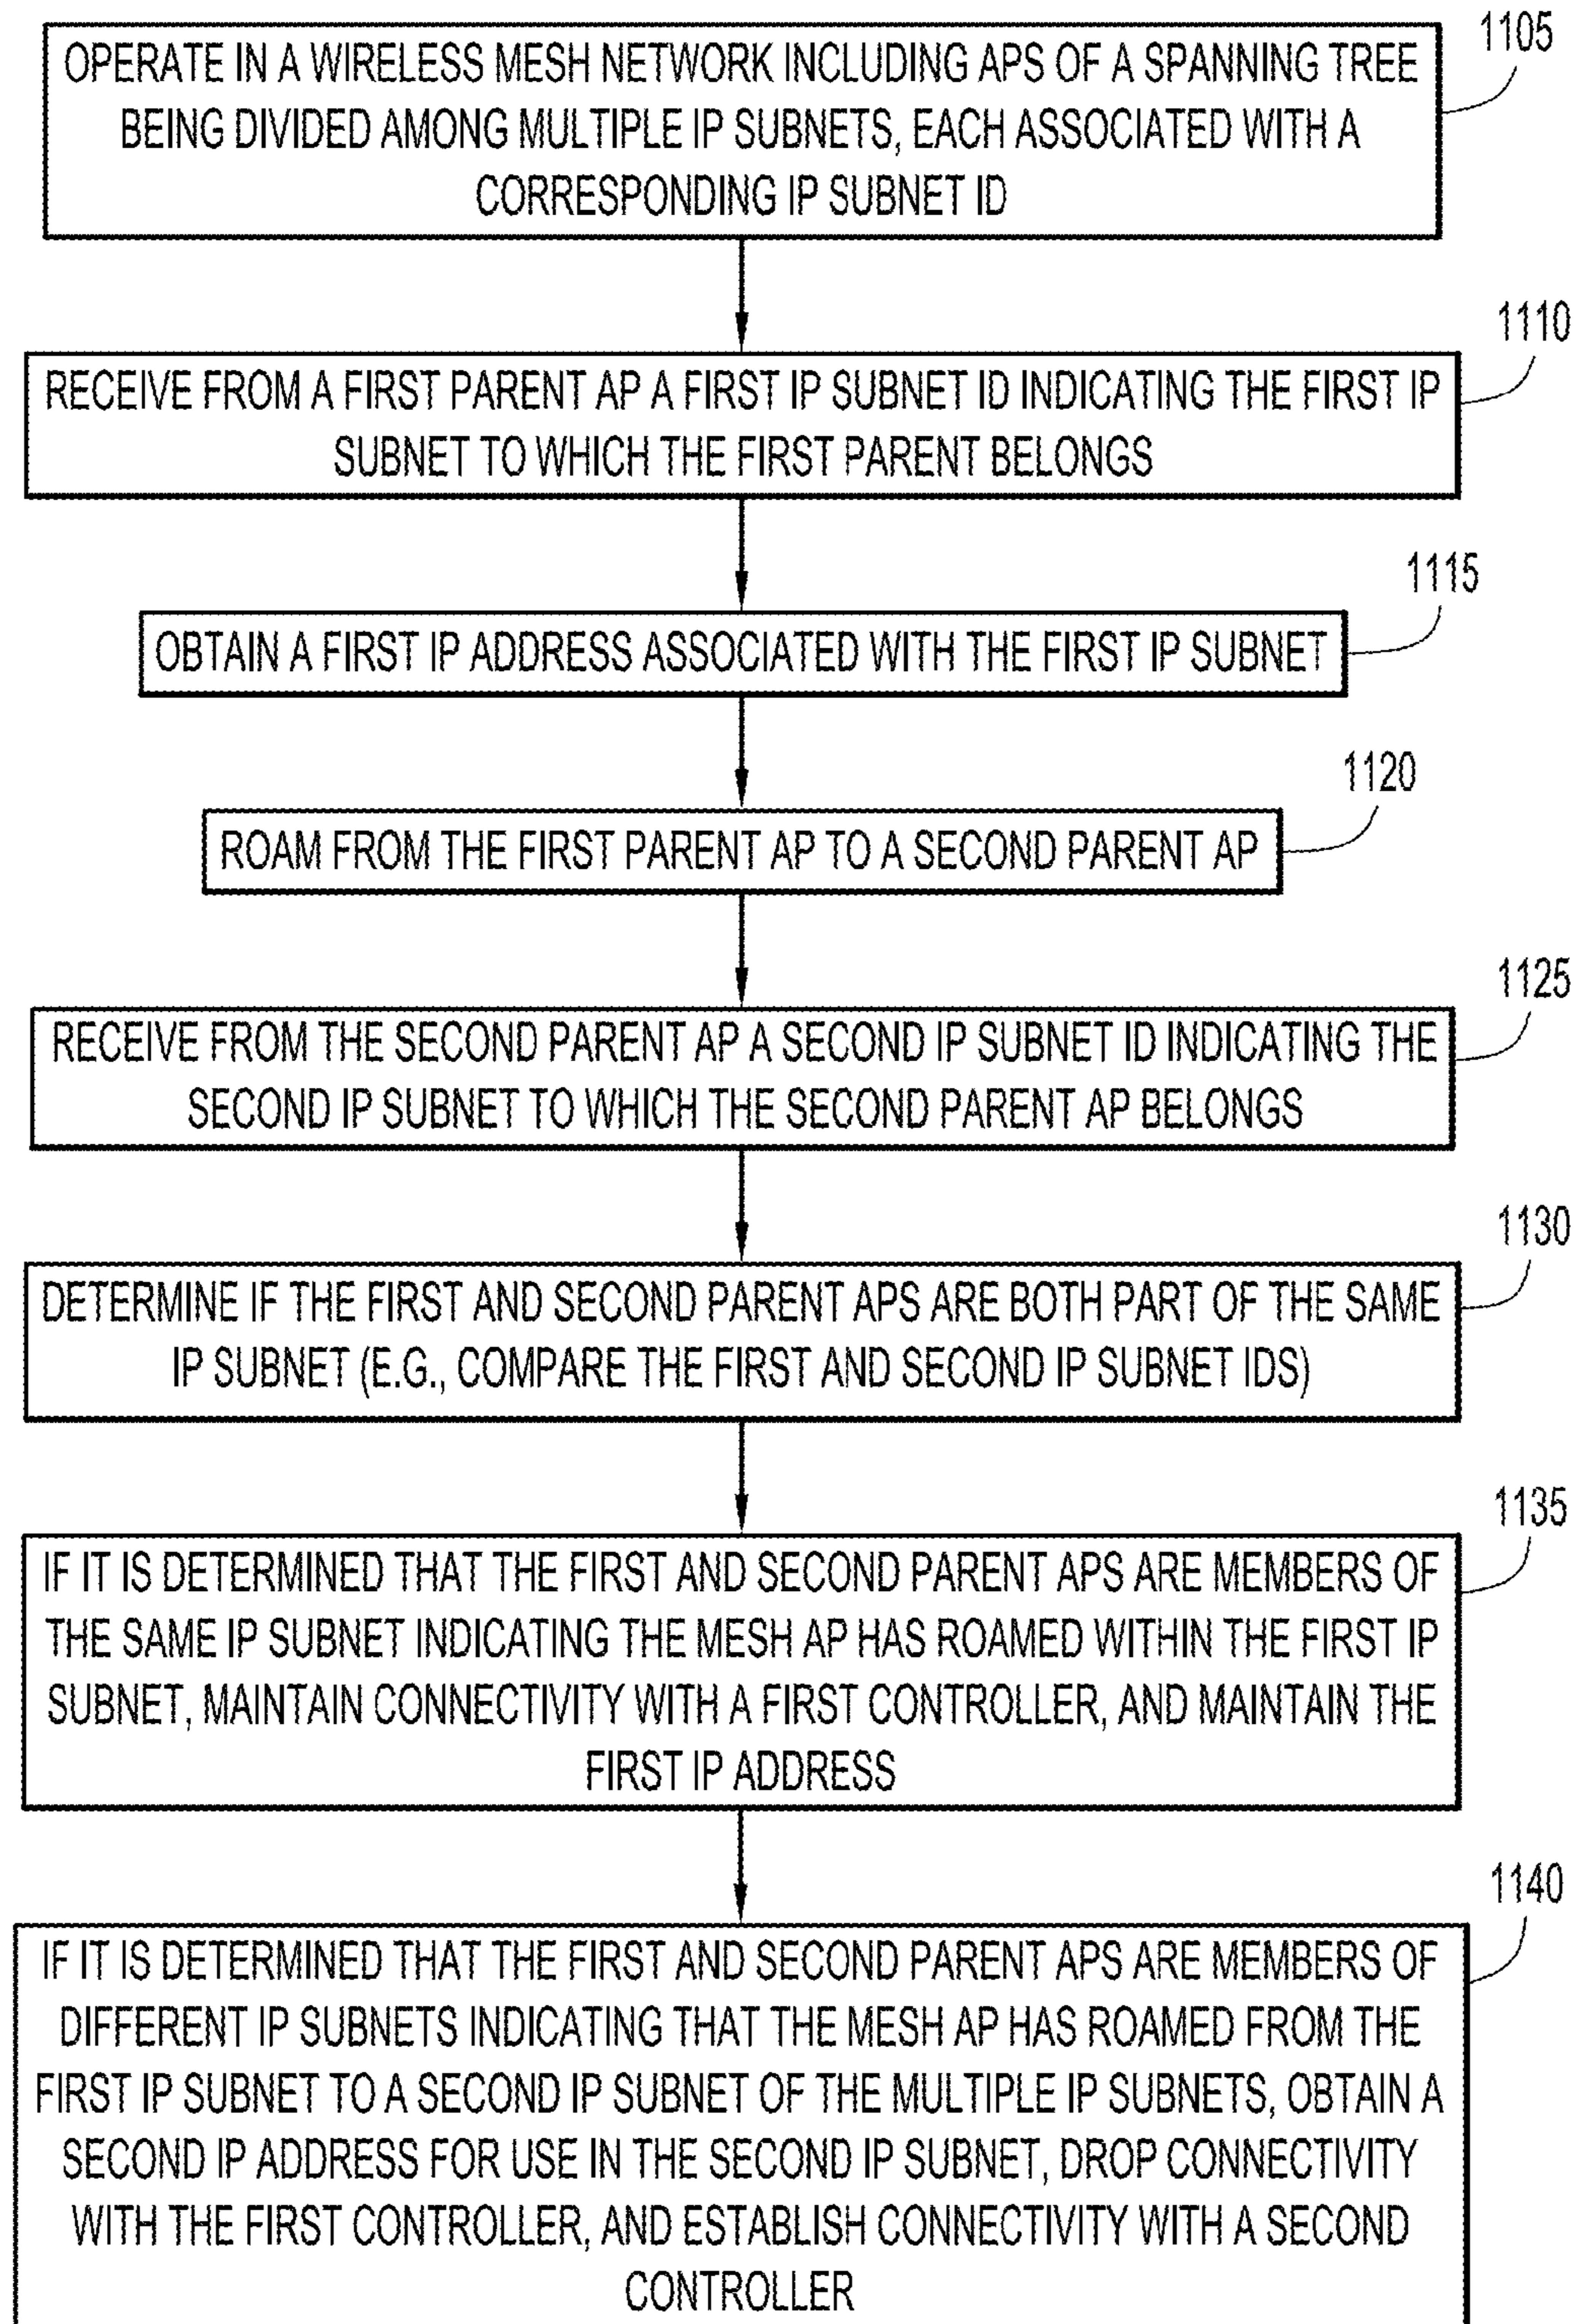 1105
OPERATE IN A WIRELESS MESH NETWORK INCLUDING APS OF A SPANNING TREE
BEING DIVIDED AMONG MULTIPLE IP SUBNETS, EACH ASSOCIATED WITH A
CORRESPONDING IP SUBNET ID
1110
RECEIVE FROM A FIRST PARENT AP A FIRST IP SUBNET ID INDICATING THE FIRST IP
SUBNET TO WHICH THE FIRST PARENT BELONGS
1115
OBTAIN A FIRST IP ADDRESS ASSOCIATED WITH THE FIRST IP SUBNET
1120
ROAM FROM THE FIRST PARENT AP TO A SECOND PARENT AP
1125
RECEIVE FROM THE SECOND PARENT AP A SECOND IP SUBNET ID INDICATING THE
SECOND IP SUBNET TO WHICH THE SECOND PARENT AP BELONGS
1130
DETERMINE IF THE FIRST AND SECOND PARENT APS ARE BOTH PART OF THE SAME
IP SUBNET (E.G., COMPARE THE FIRST AND SECOND IP SUBNET IDS)
1135
IF IT IS DETERMINED THAT THE FIRST AND SECOND PARENT APS ARE MEMBERS OF
THE SAME IP SUBNET INDICATING THE MESH AP HAS ROAMED WITHIN THE FIRST IP
SUBNET, MAINTAIN CONNECTIVITY WITH A FIRST CONTROLLER, AND MAINTAIN THE
FIRST IP ADDRESS
1140
IF IT IS DETERMINED THAT THE FIRST AND SECOND PARENT APS ARE MEMBERS OF
DIFFERENT IP SUBNETS INDICATING THAT THE MESH AP HAS ROAMED FROM THE
FIRST IP SUBNET TO A SECOND IP SUBNET OF THE MULTIPLE IP SUBNETS, OBTAIN A
SECOND IP ADDRESS FOR USE IN THE SECOND IP SUBNET, DROP CONNECTIVITY
WITH THE FIRST CONTROLLER, AND ESTABLISH CONNECTIVITY WITH A SECOND
CONTROLLER